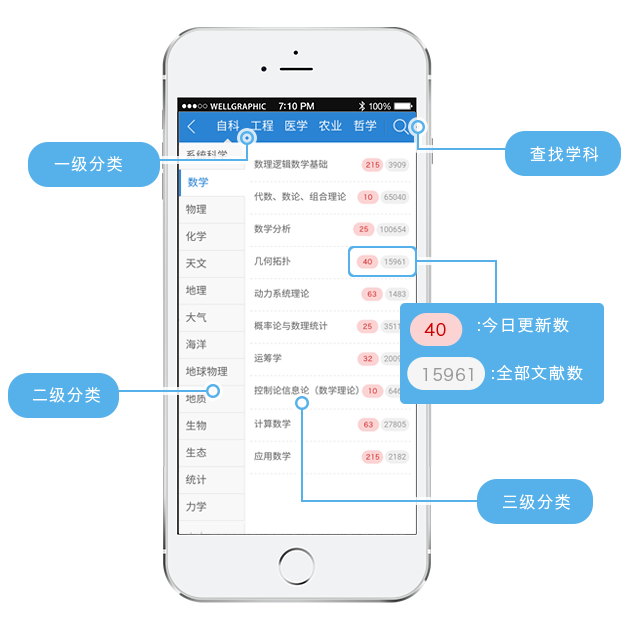 WELLGRAPHIC 7:10 PM 100%
自科 工程 医学 农业 哲学
一级分类
查找学科
系统科学
数学
物理
化学
天文
地理
大气
海洋
地球物理
地质
生物
生态
统计
力学
数理逻辑数学基础 215 3909
代数、数论、组合理论 10 65040
数学分析 25 100654
几何拓扑 40 15961
动力系统理论 63 1483
概率论与数理统计 25
运筹学 32
控制论信息论（数学理论） 10
计算数学 63 27805
应用数学 215 2182
40 :今日更新数
15961 :全部文献数
二级分类
三级分类